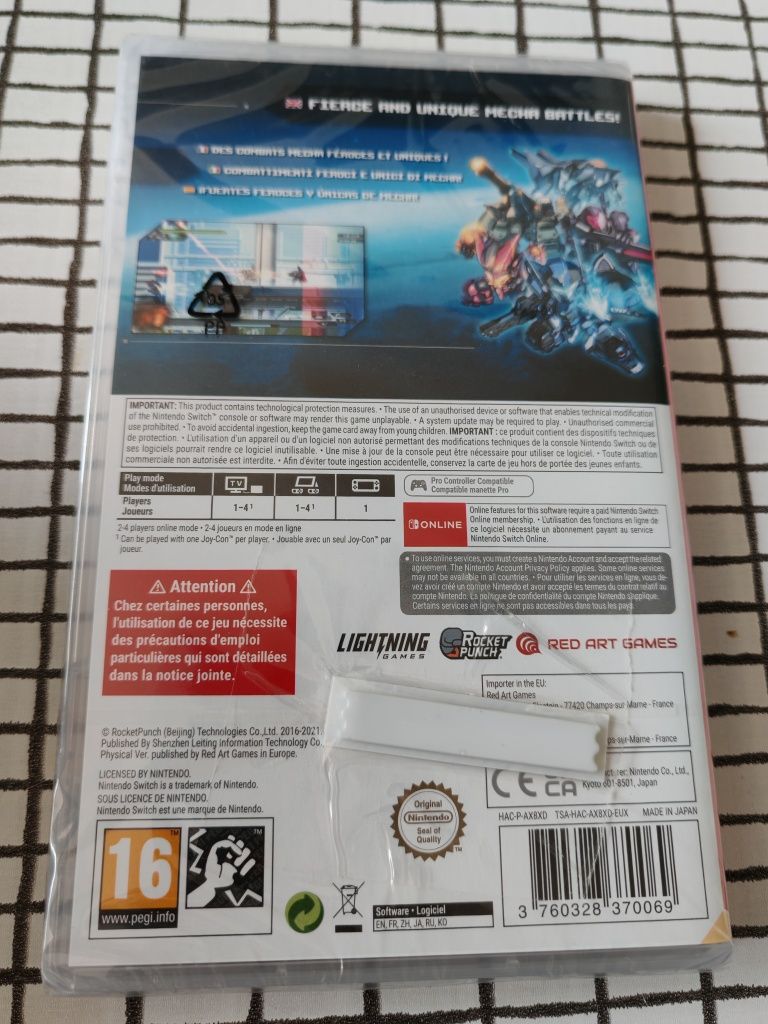 FIERCE AND UNIQUE MECHA BATTLES!
DES COMBATS MECHA FÉROCES ET UNIQUES !
COMBATTIMENTI FEROCI E UNICI DI MECHA!
¡FUERTES FEROCES Y ÚNICAS DE MECHA!
PP
IMPORTANT: This product contains technological protection measures. • The use of an unauthorised device or software that enables technical modification
of the Nintendo Switch™ console or software may render this game unplayable. • A system update may be required to play. • Unauthorised commercial
use prohibited. • To avoid accidental ingestion, keep the game card away from young children. IMPORTANT : ce produit contient des dispositifs techniques
de protection. • L'utilisation d'un appareil ou d'un logiciel non autorisé permettant des modifications techniques de la console Nintendo Switch ou de
ses logiciels pourrait rendre ce logiciel inutilisable. • Une mise à jour de la console peut être nécessaire pour utiliser ce logiciel. • Toute utilisation
commerciale non autorisée est interdite. • Afin d'éviter toute ingestion accidentelle, conservez la carte de jeu hors de portée des jeunes enfants.
Play mode
Modes d'utilisation
TV
Players
Joueurs
1-4¹
1-4¹
1
2-4 players online mode • 2-4 joueurs en mode en ligne
¹ Can be played with one Joy-Con™ per player. • Jouable avec un seul Joy-Con™ par
joueur.
Pro Controller Compatible
Compatible manette Pro
ONLINE
Online features for this software require a paid Nintendo Switch
Online membership. • L'utilisation des fonctions en ligne de
ce logiciel nécessite un abonnement payant au service
Nintendo Switch Online.
• To use online services, you must create a Nintendo Account and accept the related
agreement. The Nintendo Account Privacy Policy applies. Some online services
may not be available in all countries. • Pour utiliser les services en ligne, vous de-
vez avoir créé un compte Nintendo et avoir accepté les termes du contrat relatif au
compte Nintendo. La politique de confidentialité du compte Nintendo s'applique.
Certains services en ligne ne sont pas accessibles dans tous les pays.
Attention
Chez certaines personnes,
l'utilisation de ce jeu nécessite
des précautions d'emploi
particulières qui sont détaillées
dans la notice jointe.
LIGHTNING
GAMES
ROCKET
PUNCH
RED ART GAMES
Importer in the EU:
Red Art Games
- 77420 Champs-sur-Marne - France
ps-sur-Marne - France
© RocketPunch (Beijing) Technologies Co.,Ltd. 2016-2021.
Published By Shenzhen Leiting Information Technology Co.
Physical Ver. published by Red Art Games in Europe.
LICENSED BY NINTENDO.
Nintendo Switch is a trademark of Nintendo.
SOUS LICENCE DE NINTENDO.
Nintendo Switch est une marque de Nintendo.
CE
CA
Nintendo Co., Ltd.,
Kyoto 601-8501, Japan
Original
Nintendo
Seal of
Quality
TM
HAC-P-AX8XD TSA-HAC-AX8XD-EUX MADE IN JAPAN
16
www.pegi.info
Software • Logiciel
EN, FR, ZH, JA, RU, KO
3 760328 370069